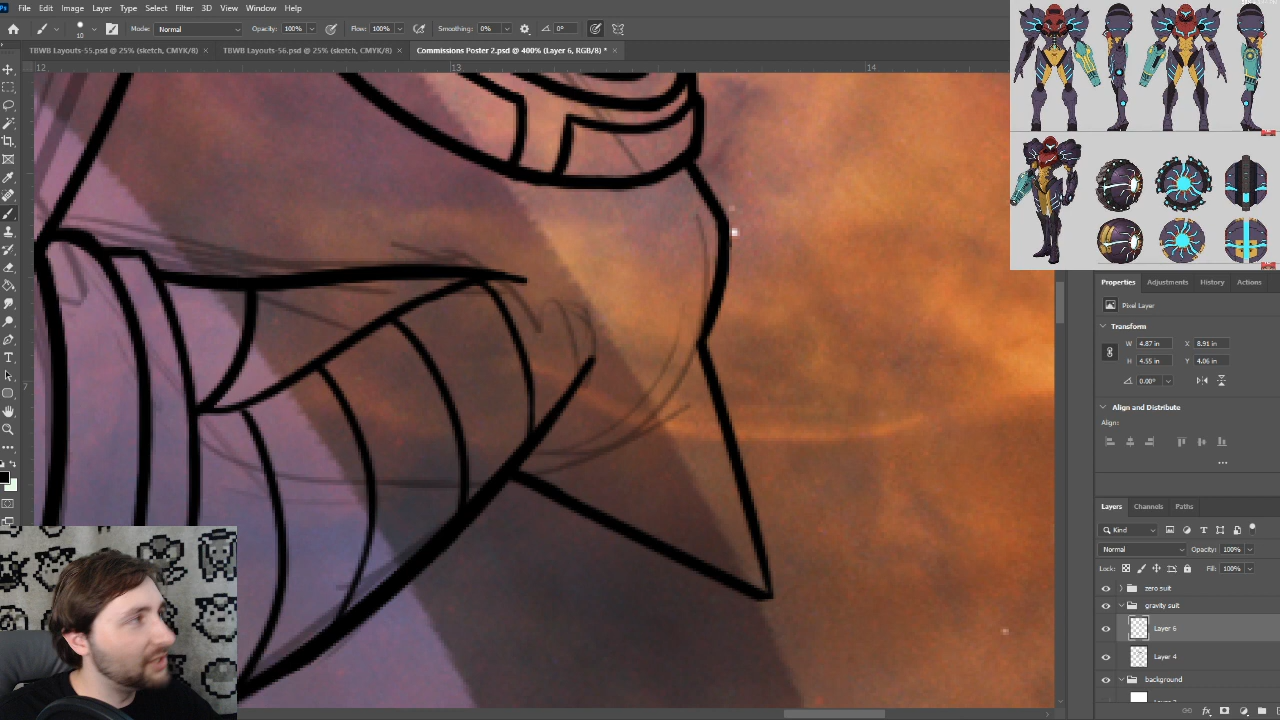 File Edit Image Layer Type Select Filter 3D View Window Help
10 Mode: Normal Opacity: 100% Flow: 100% Smoothing: 0% 0°
TBWB Layouts-55.psd @ 25% (sketch, CMYK/8) × TBWB Layouts-56.psd @ 25% (sketch, CMYK/8) × Commissions Poster 2.psd @ 400% (Layer 6, RGB/8) * ×
12 13 14
7
Properties Adjustments History Actions
Pixel Layer
Transform
W 4.87 in X 8.91 in
H 4.55 in Y 4.06 in
0.00°
Align and Distribute
Align:
Layers Channels Paths
Kind
Normal Opacity: 100%
Lock: Fill: 100%
zero suit
gravity suit
Layer 6
Layer 4
background